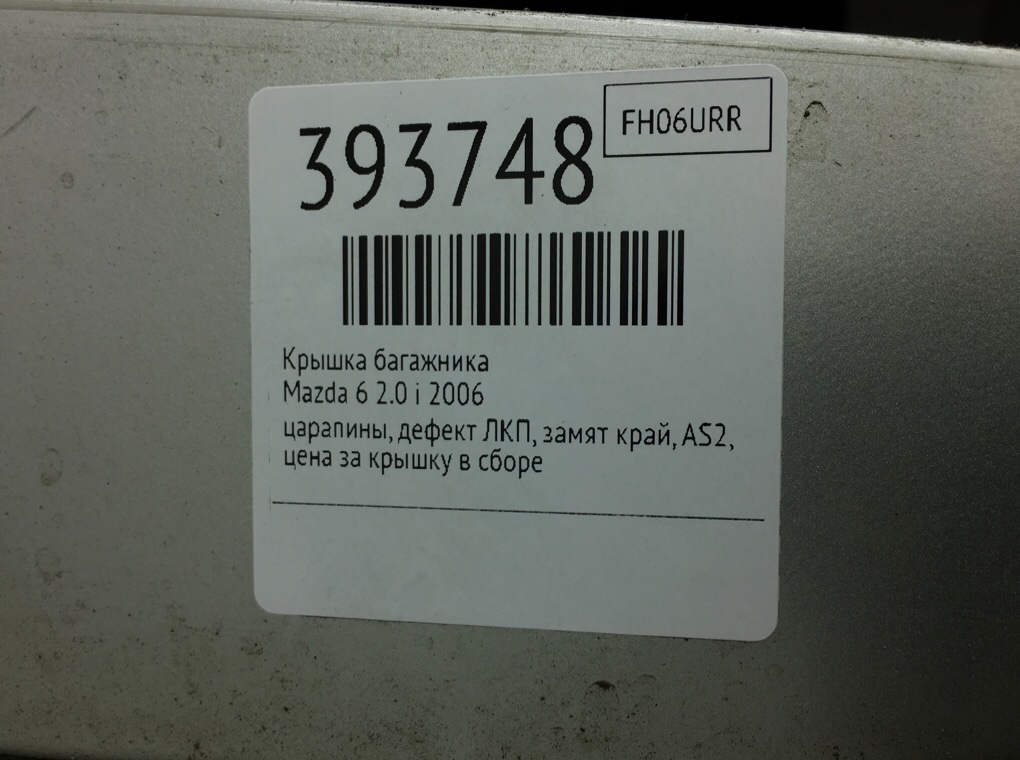 393748
FH06URR
Крышка багажника
Mazda 6 2.0 i 2006
царапины, дефект ЛКП, замят край, AS2,
цена за крышку в сборе